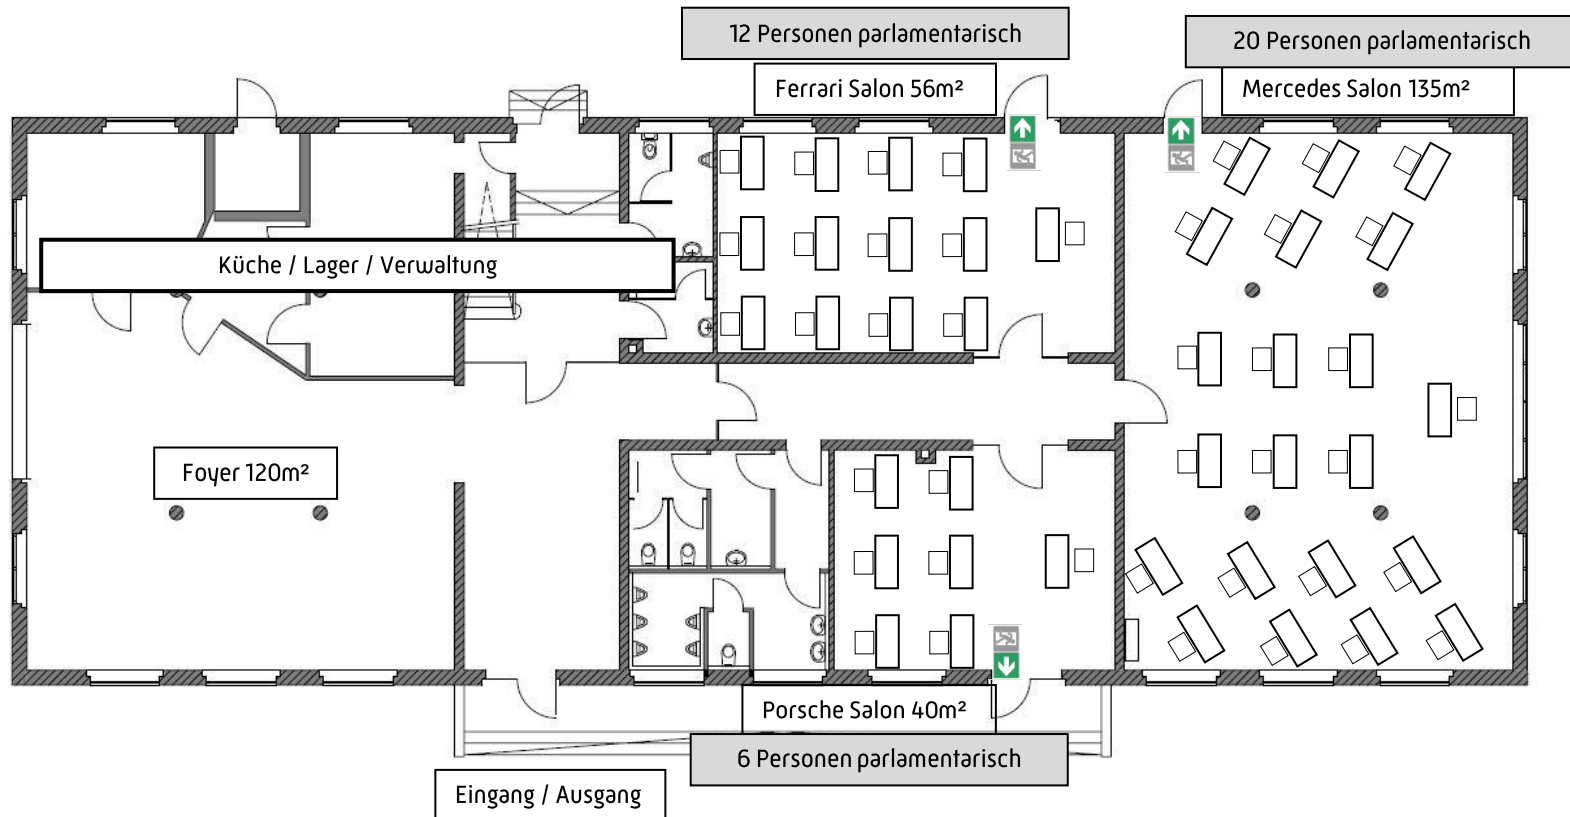 12 Personen parlamentarisch
20 Personen parlamentarisch
Ferrari Salon 56m²
Mercedes Salon 135m²
Küche / Lager / Verwaltung
Foyer 120m²
Porsche Salon 40m²
6 Personen parlamentarisch
Eingang / Ausgang